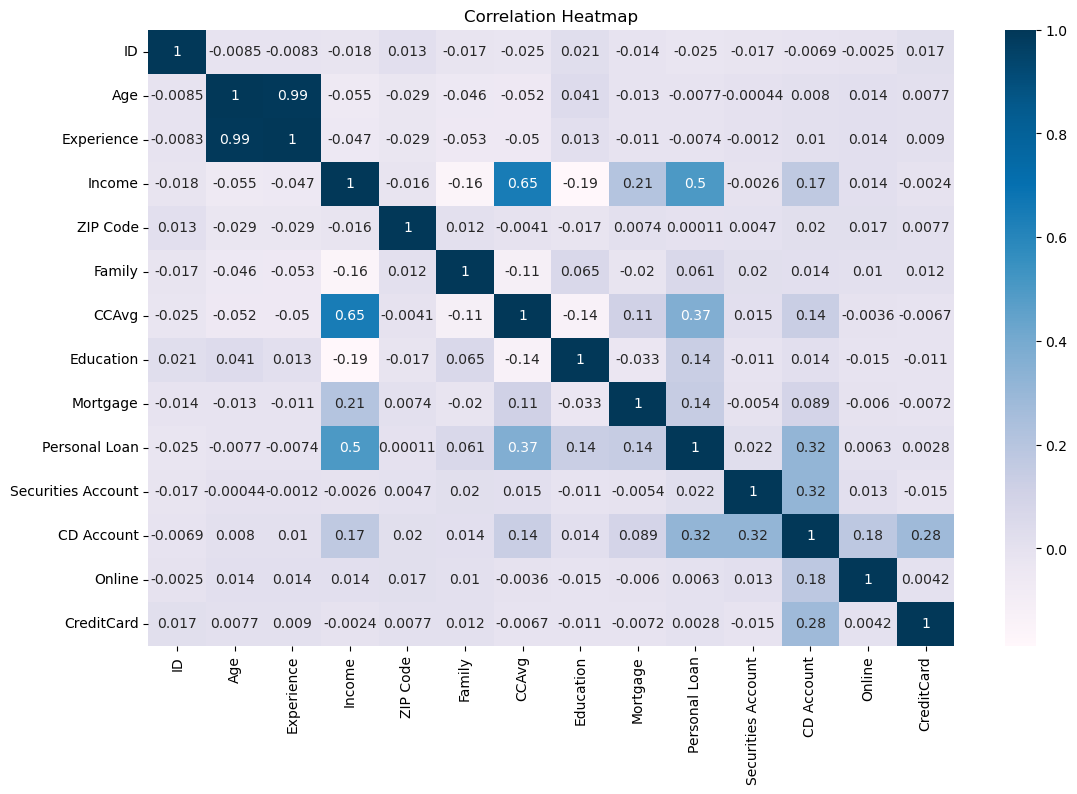 Correlation Heatmap
ID 1 -0.0085 -0.0083 -0.018 0.013 -0.017 -0.025 0.021 -0.014 -0.025 -0.017 -0.0069 -0.0025 0.017
Age -0.0085 1 0.99 -0.055 -0.029 -0.046 -0.052 0.041 -0.013 -0.0077 -0.00044 0.008 0.014 0.0077
Experience -0.0083 0.99 1 -0.047 -0.029 -0.053 -0.05 0.013 -0.011 -0.0074 -0.0012 0.01 0.014 0.009
Income -0.018 -0.055 -0.047 1 -0.016 -0.16 0.65 -0.19 0.21 0.5 -0.0026 0.17 0.014 -0.0024
ZIP Code 0.013 -0.029 -0.029 -0.016 1 0.012 -0.0041 -0.017 0.0074 0.00011 0.0047 0.02 0.017 0.0077
Family -0.017 -0.046 -0.053 -0.16 0.012 1 -0.11 0.065 -0.02 0.061 0.02 0.014 0.01 0.012
CCAvg -0.025 -0.052 -0.05 0.65 -0.0041 -0.11 1 -0.14 0.11 0.37 0.015 0.14 -0.0036 -0.0067
Education 0.021 0.041 0.013 -0.19 -0.017 0.065 -0.14 1 -0.033 0.14 -0.011 0.014 -0.015 -0.011
Mortgage -0.014 -0.013 -0.011 0.21 0.0074 -0.02 0.11 -0.033 1 0.14 -0.0054 0.089 -0.006 -0.0072
Personal Loan -0.025 -0.0077 -0.0074 0.5 0.00011 0.061 0.37 0.14 0.14 1 0.022 0.32 0.0063 0.0028
Securities Account -0.017 -0.00044 -0.0012 -0.0026 0.0047 0.02 0.015 -0.011 -0.0054 0.022 1 0.32 0.013 -0.015
CD Account -0.0069 0.008 0.01 0.17 0.02 0.014 0.14 0.014 0.089 0.32 0.32 1 0.18 0.28
Online -0.0025 0.014 0.014 0.014 0.017 0.01 -0.0036 -0.015 -0.006 0.0063 0.013 0.18 1 0.0042
CreditCard 0.017 0.0077 0.009 -0.0024 0.0077 0.012 -0.0067 -0.011 -0.0072 0.0028 -0.015 0.28 0.0042 1
ID Age Experience Income ZIP Code Family CCAvg Education Mortgage Personal Loan Securities Account CD Account Online CreditCard
1.0
0.8
0.6
0.4
0.2
0.0